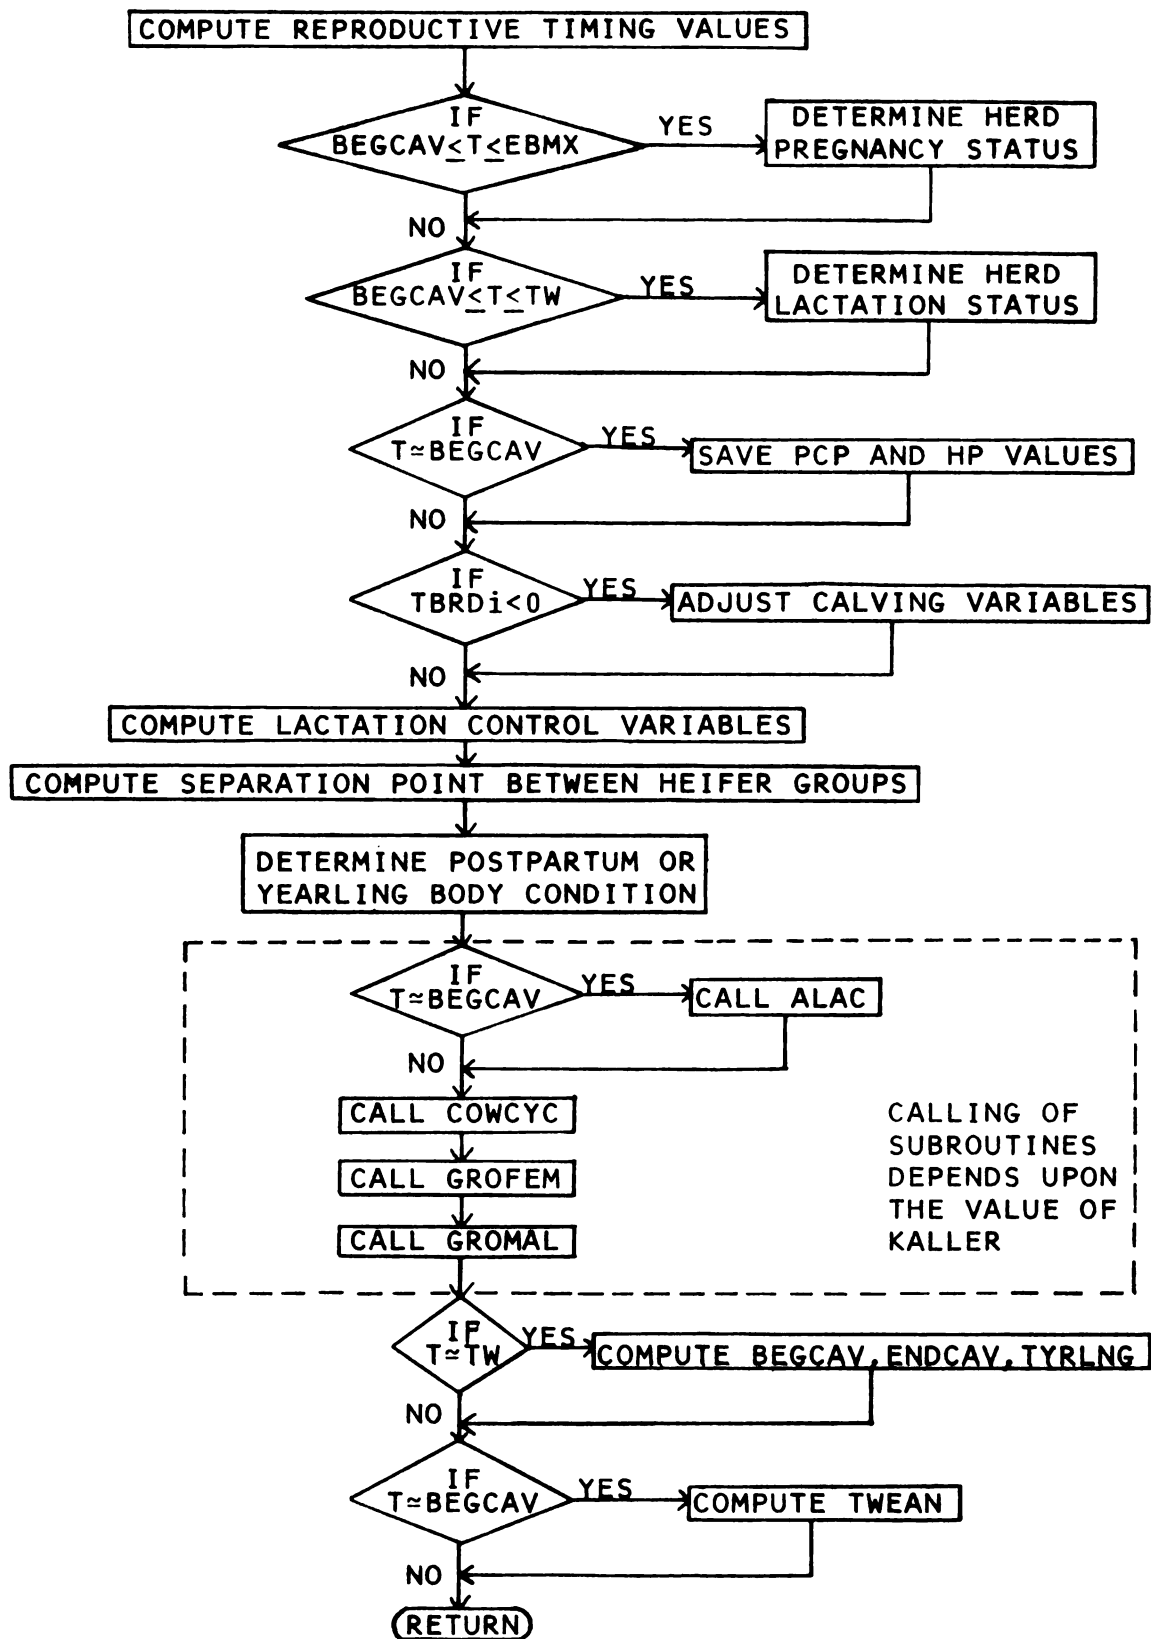 COMPUTE REPRODUCTIVE TIMING VALUES
IF
BEGCAV≤T≤EBMX
YES
DETERMINE HERD
PREGNANCY STATUS
NO
IF
BEGCAV≤T≤TW
YES
DETERMINE HERD
LACTATION STATUS
NO
IF
T≃BEGCAV
YES
SAVE PCP AND HP VALUES
NO
IF
TBRDi<0
YES
ADJUST CALVING VARIABLES
NO
COMPUTE LACTATION CONTROL VARIABLES
COMPUTE SEPARATION POINT BETWEEN HEIFER GROUPS
DETERMINE POSTPARTUM OR
YEARLING BODY CONDITION
IF
T≃BEGCAV
YES
CALL ALAC
NO
CALL COWCYC
CALL GROFEM
CALL GROMAL
CALLING OF
SUBROUTINES
DEPENDS UPON
THE VALUE OF
KALLER
IF
T≃TW
YES
COMPUTE BEGCAV,ENDCAV,TYRLNG
NO
IF
T≃BEGCAV
YES
COMPUTE TWEAN
NO
RETURN